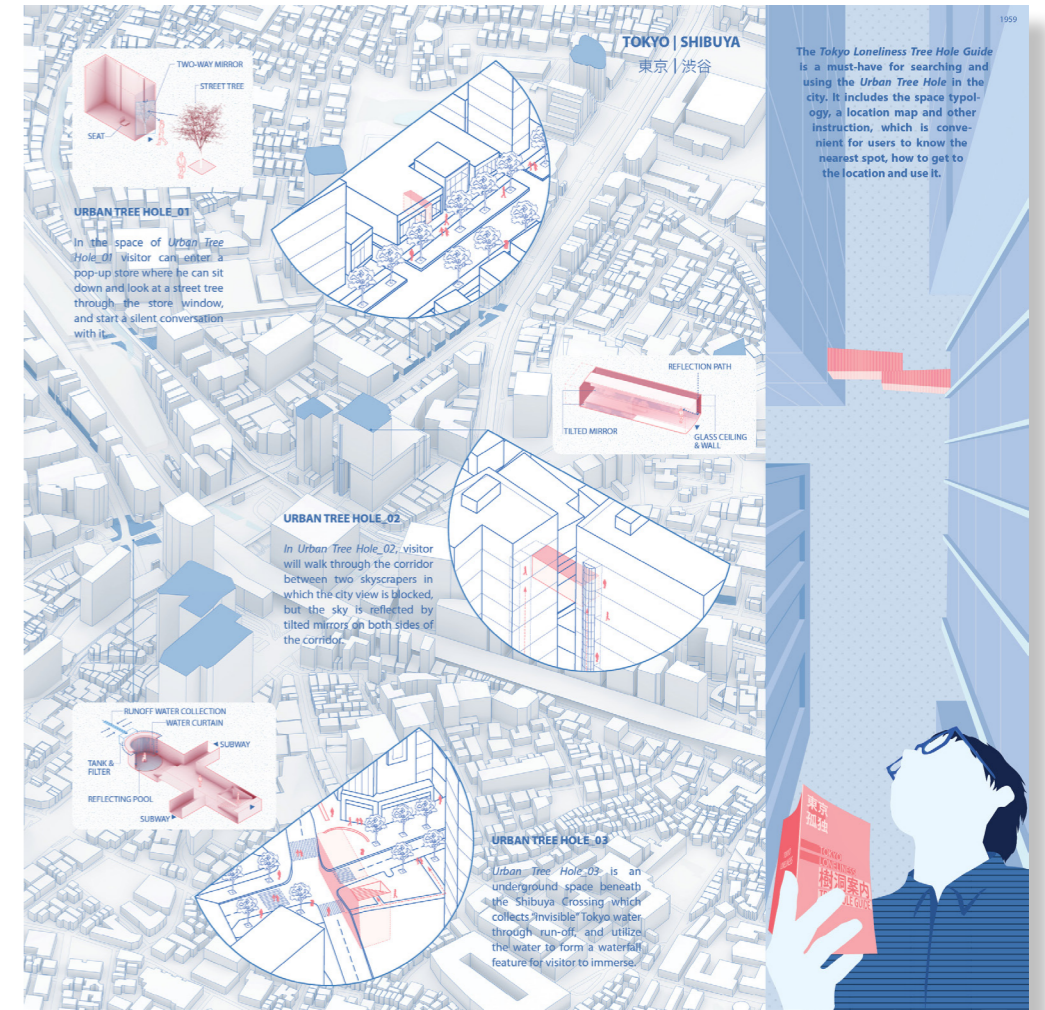 1959
TOKYO | SHIBUYA
東京 | 渋谷
The Tokyo Loneliness Tree Hole Guide
is a must-have for searching and
using the Urban Tree Hole in the
city. It includes the space typol-
ogy, a location map and other
instruction, which is conve-
nient for users to know the
nearest spot, how to get to
the location and use it.
TWO-WAY MIRROR
STREET TREE
SEAT
URBAN TREE HOLE_01
In the space of Urban Tree
Hole_01 visitor can enter a
pop-up store where he can sit
down and look at a street tree
through the store window,
and start a silent conversation
with it.
REFLECTION PATH
TILTED MIRROR
GLASS CEILING
& WALL
URBAN TREE HOLE_02
In Urban Tree Hole_02, visitor
will walk through the corridor
between two skyscrapers in
which the city view is blocked,
but the sky is reflected by
tilted mirrors on both sides of
the corridor.
RUNOFF WATER COLLECTION
WATER CURTAIN
SUBWAY
TANK &
FILTER
REFLECTING POOL
SUBWAY
URBAN TREE HOLE_03
Urban Tree Hole_03 is an
underground space beneath
the Shibuya Crossing which
collects "invisible" Tokyo water
through run-off, and utilize
the water to form a waterfall
feature for visitor to immerse.
東京
孤独
TOKYO
LONELINESS
樹洞案内
GUIDE